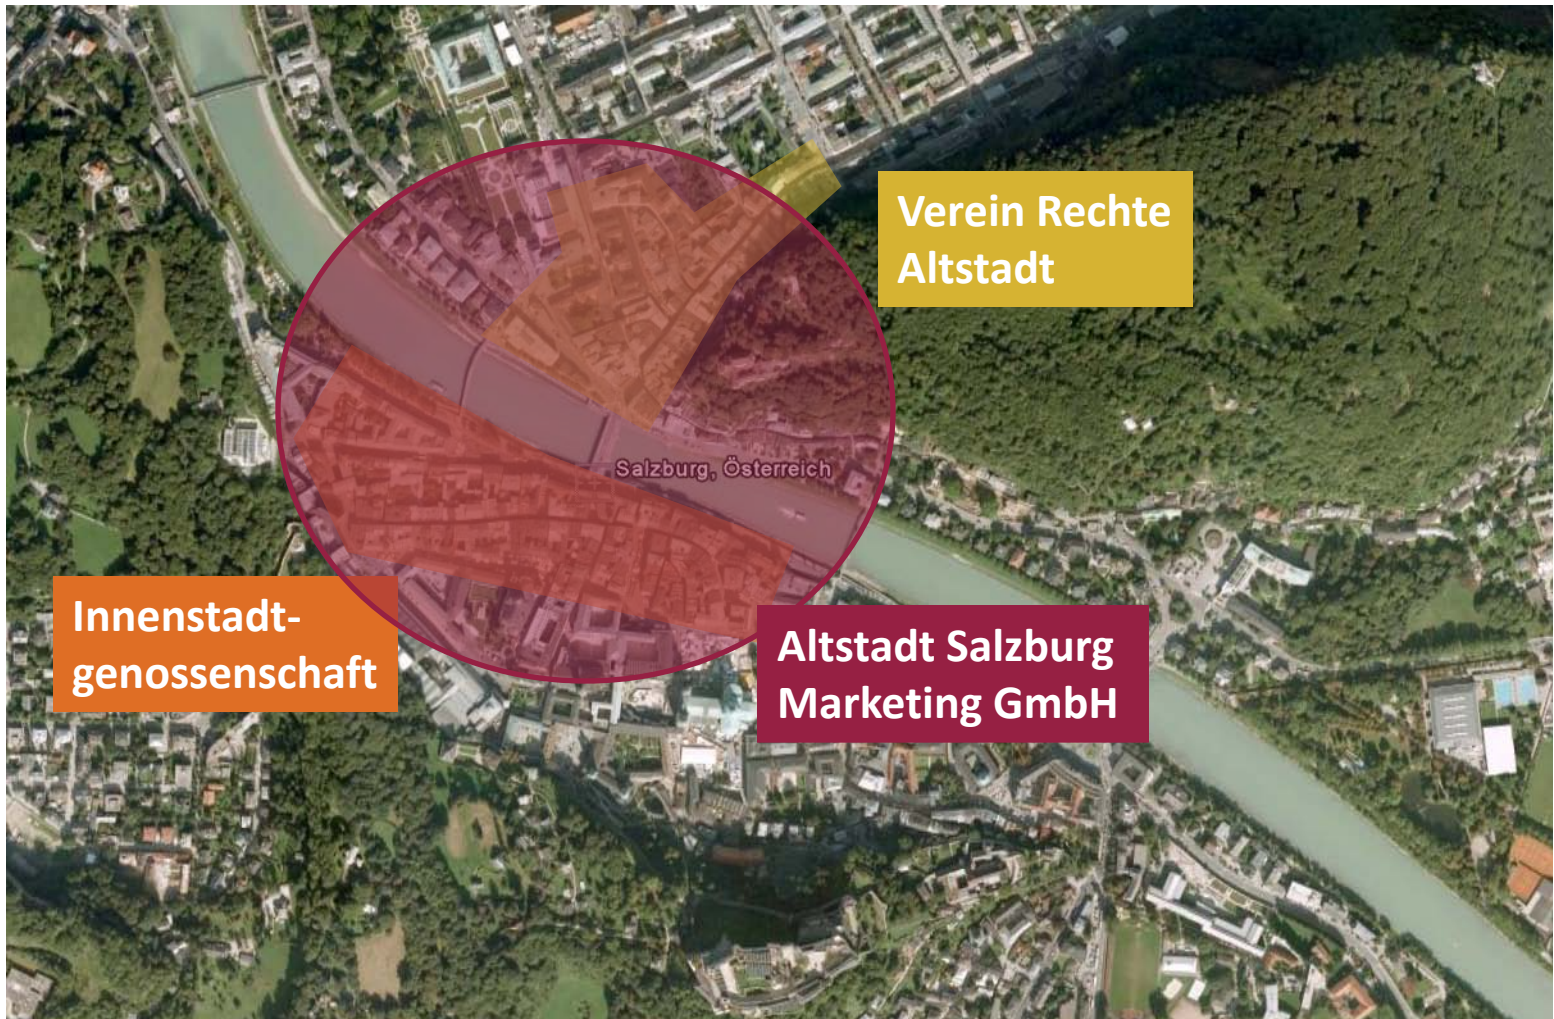 Verein Rechte
Altstadt
Salzburg, Österreich
Innenstadt-
genossenschaft
Altstadt Salzburg
Marketing GmbH